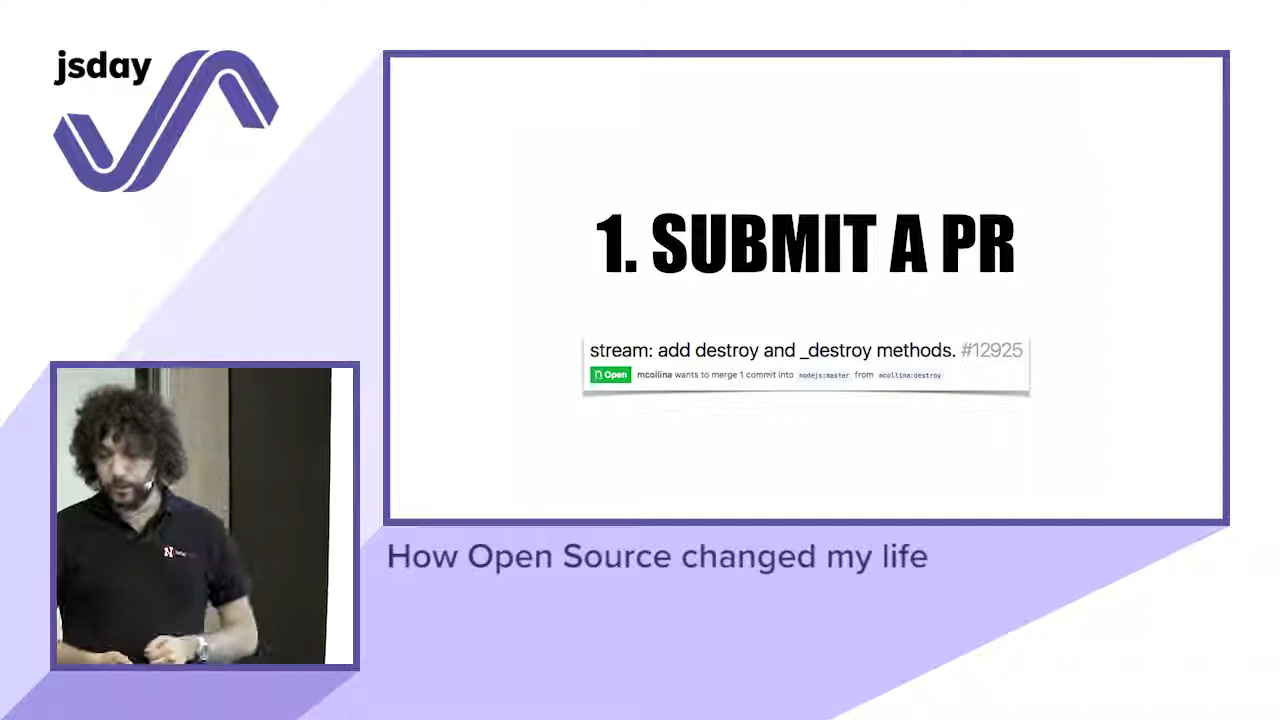 jsday
1. SUBMIT A PR
stream: add destroy and _destroy methods. #12925
Open mcollina wants to merge 1 commit into nodejs:master from mcollina:destroy
How Open Source changed my life